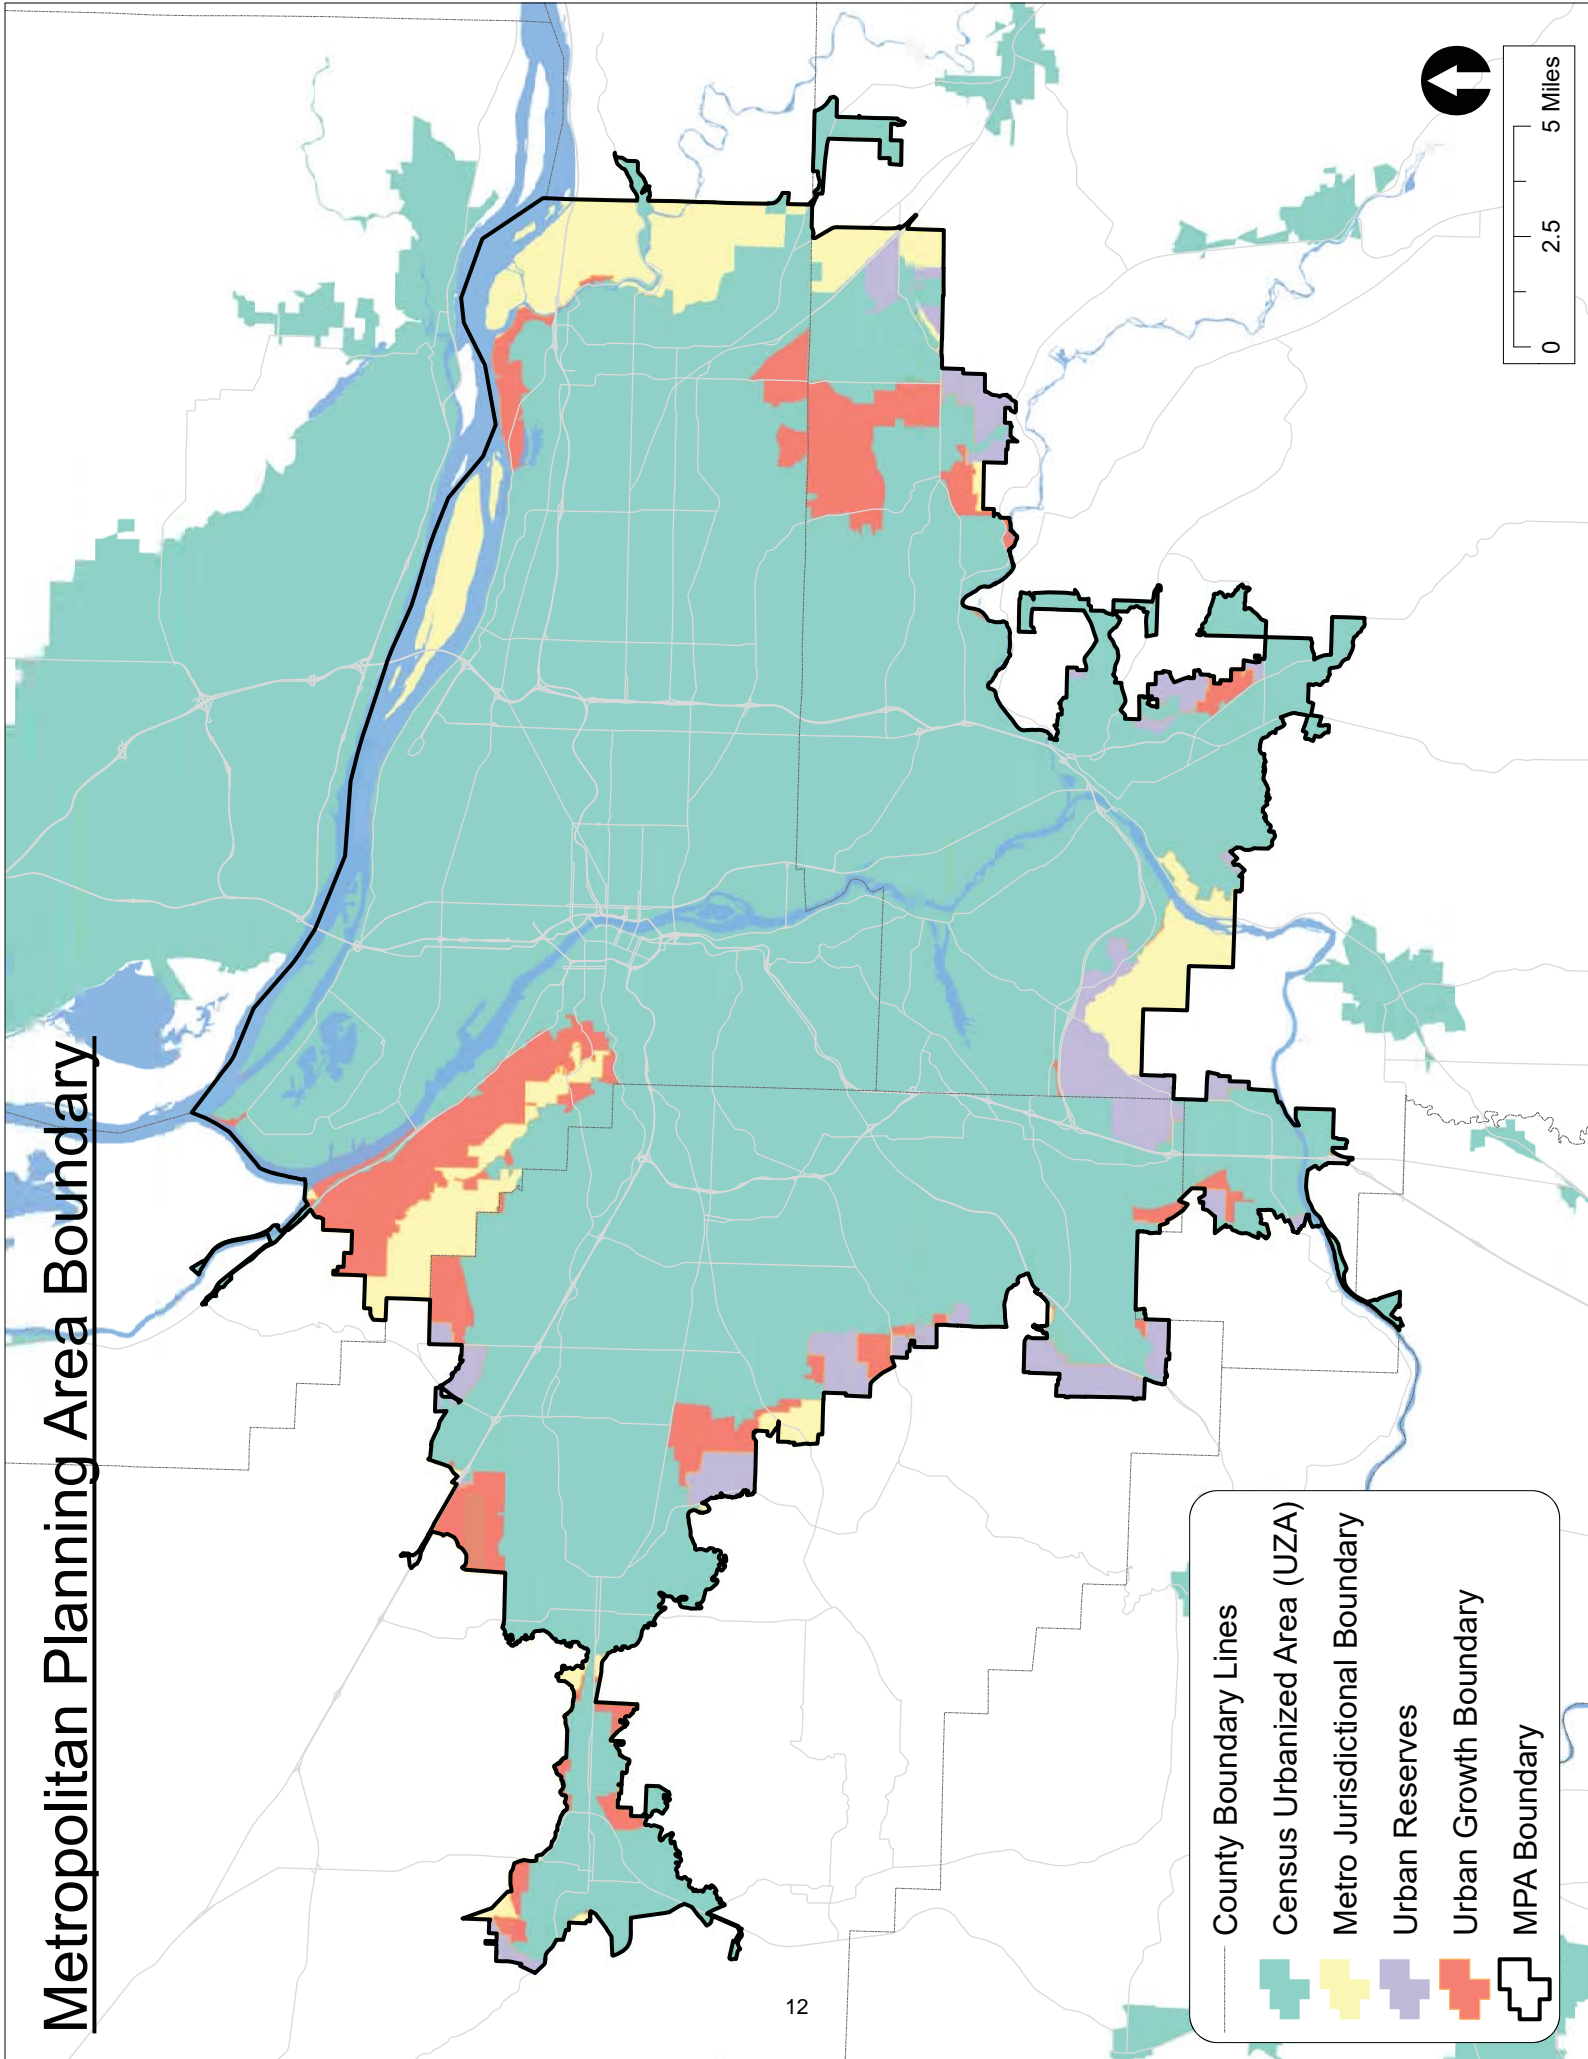 Metropolitan Planning Area Boundary
County Boundary Lines
Census Urbanized Area (UZA)
Metro Jurisdictional Boundary
Urban Reserves
Urban Growth Boundary
MPA Boundary
0 2.5 5 Miles
12